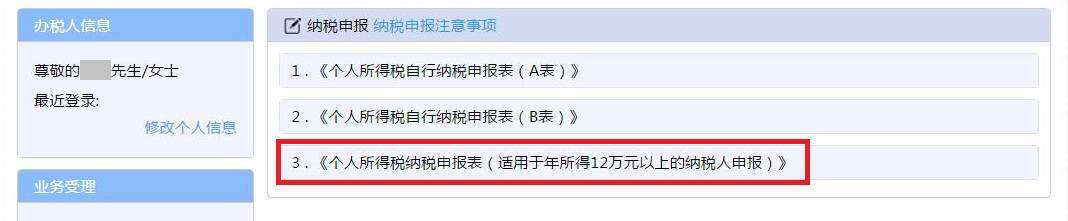 办税人信息
尊敬的 先生/女士
最近登录:
修改个人信息
业务受理
纳税申报 纳税申报注意事项
1．《个人所得税自行纳税申报表（A表）》
2．《个人所得税自行纳税申报表（B表）》
3．《个人所得税纳税申报表（适用于年所得12万元以上的纳税人申报）》